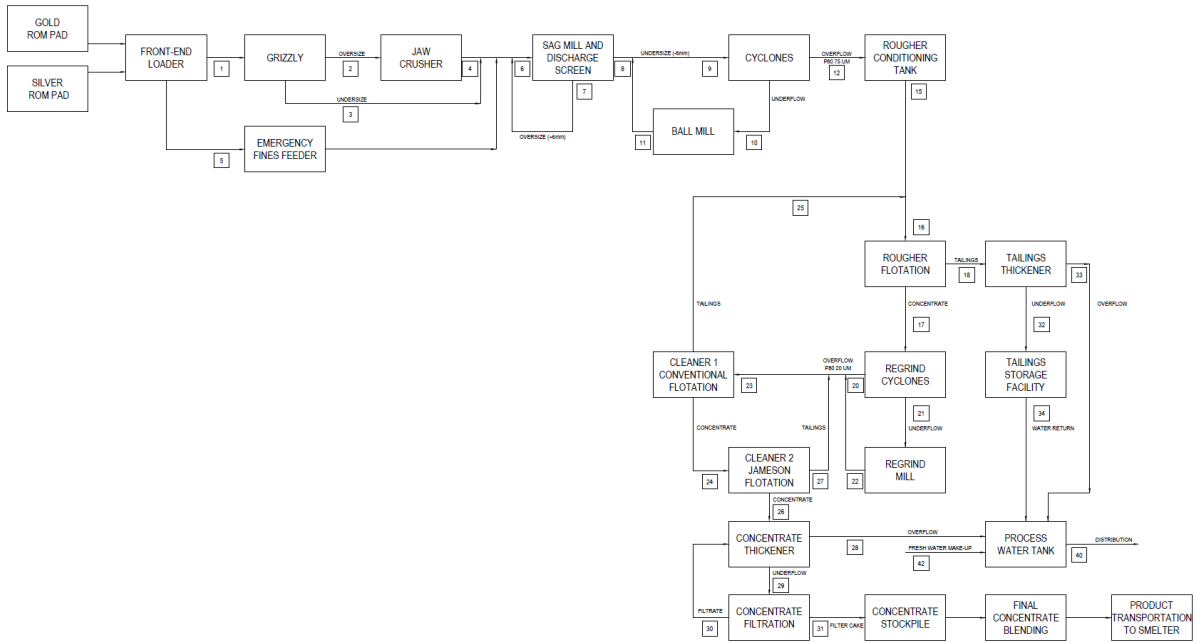 GOLD
ROM PAD
SILVER
ROM PAD
FRONT-END
LOADER
1
GRIZZLY
OVERSIZE
2
JAW
CRUSHER
4
UNDERSIZE
3
5
EMERGENCY
FINES FEEDER
6
SAG MILL AND
DISCHARGE
SCREEN
7
OVERSIZE (+6mm)
8
UNDERSIZE (-6mm)
9
CYCLONES
OVERFLOW
P80 75 UM
12
UNDERFLOW
10
BALL MILL
11
ROUGHER
CONDITIONING
TANK
15
25
16
ROUGHER
FLOTATION
TAILINGS
18
TAILINGS
THICKENER
33
OVERFLOW
UNDERFLOW
32
CONCENTRATE
17
TAILINGS
CLEANER 1
CONVENTIONAL
FLOTATION
23
OVERFLOW
P80 20 UM
20
REGRIND
CYCLONES
21
UNDERFLOW
TAILINGS
STORAGE
FACILITY
34
WATER RETURN
CONCENTRATE
24
CLEANER 2
JAMESON
FLOTATION
TAILINGS
27
22
REGRIND
MILL
CONCENTRATE
26
CONCENTRATE
THICKENER
OVERFLOW
28
FRESH WATER MAKE-UP
42
PROCESS
WATER TANK
DISTRIBUTION
40
UNDERFLOW
29
FILTRATE
30
CONCENTRATE
FILTRATION
31
FILTER CAKE
CONCENTRATE
STOCKPILE
FINAL
CONCENTRATE
BLENDING
PRODUCT
TRANSPORTATION
TO SMELTER